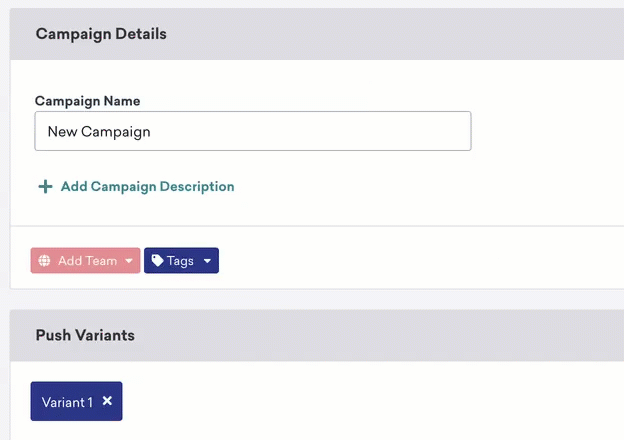 Campaign Details
Campaign Name
New Campaign
Add Campaign Description
Add Team
Tags
Push Variants
Variant 1